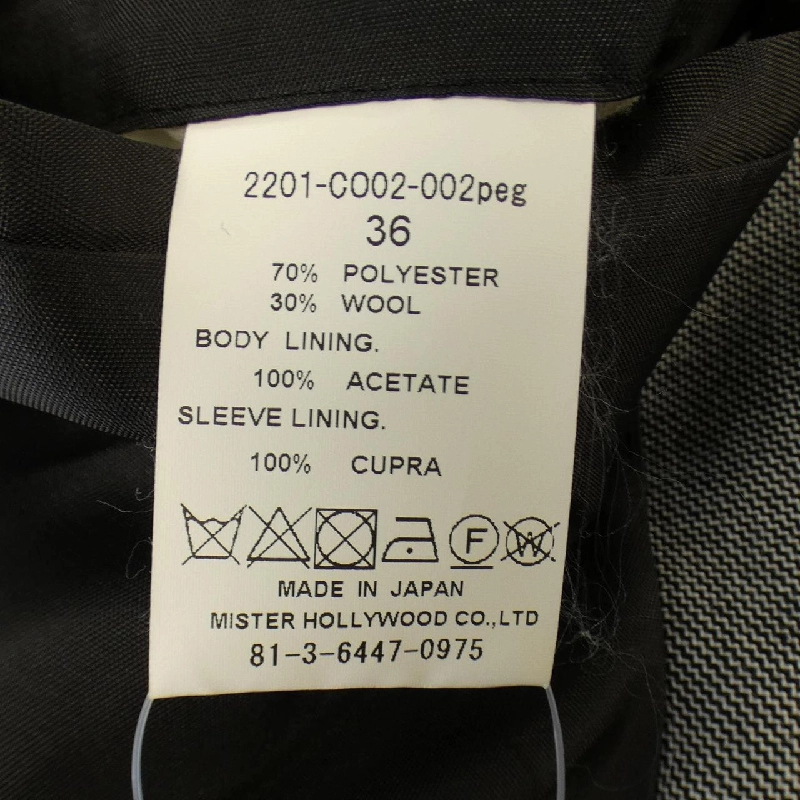 2201-CO02-002peg
36
70% POLYESTER
30% WOOL
BODY LINING.
100% ACETATE
SLEEVE LINING.
100% CUPRA
F W
MADE IN JAPAN
MISTER HOLLYWOOD CO.,LTD
81-3-6447-0975